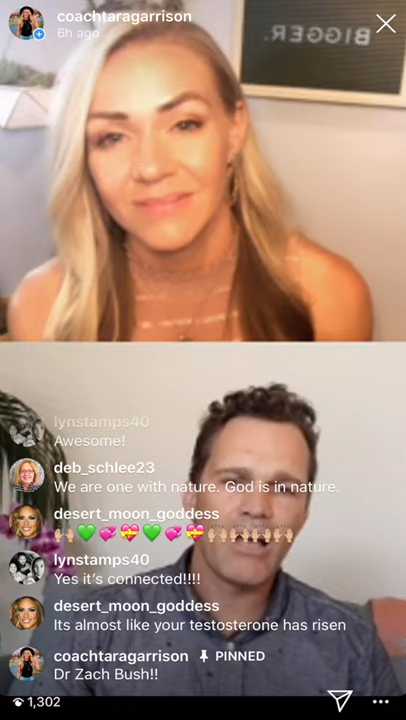 coachtaragarrison
6h ago
BIGGER.
lynstamps40
Awesome!
deb_schlee23
We are one with nature. God is in nature.
desert_moon_goddess
🙌🏼💚💞💝💚💞💝🙌🏼🙌🏼🙌🏼🙌🏼
lynstamps40
Yes it's connected!!!!
desert_moon_goddess
Its almost like your testosterone has risen
coachtaragarrison PINNED
Dr Zach Bush!!
1,302